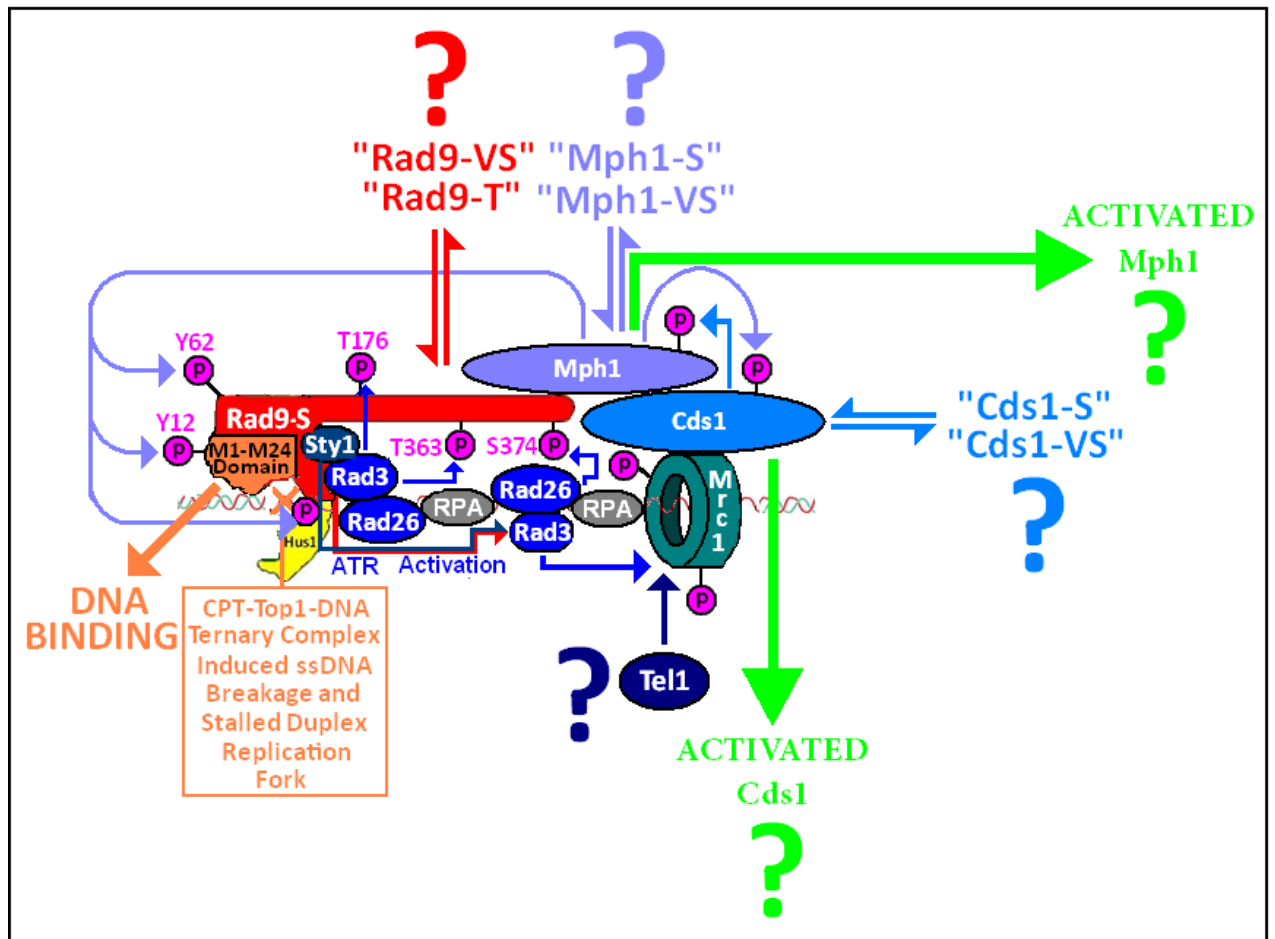 ?
?
"Rad9-VS"
"Rad9-T"
"Mph1-S"
"Mph1-VS"
ACTIVATED
Mph1
?
Y62
P
T176
P
P
P
Mph1
Y12
P
Rad9-S
M1-M24
Domain
Sty1
Rad3
Rad26
T363
P
S374
P
Cds1
"Cds1-S"
"Cds1-VS"
?
P
RPA
Rad26
Rad3
RPA
Mrc1
P
P
Hus1
ATR Activation
DNA
BINDING
CPT-Top1-DNA
Ternary Complex
Induced ssDNA
Breakage and
Stalled Duplex
Replication
Fork
?
Tel1
ACTIVATED
Cds1
?